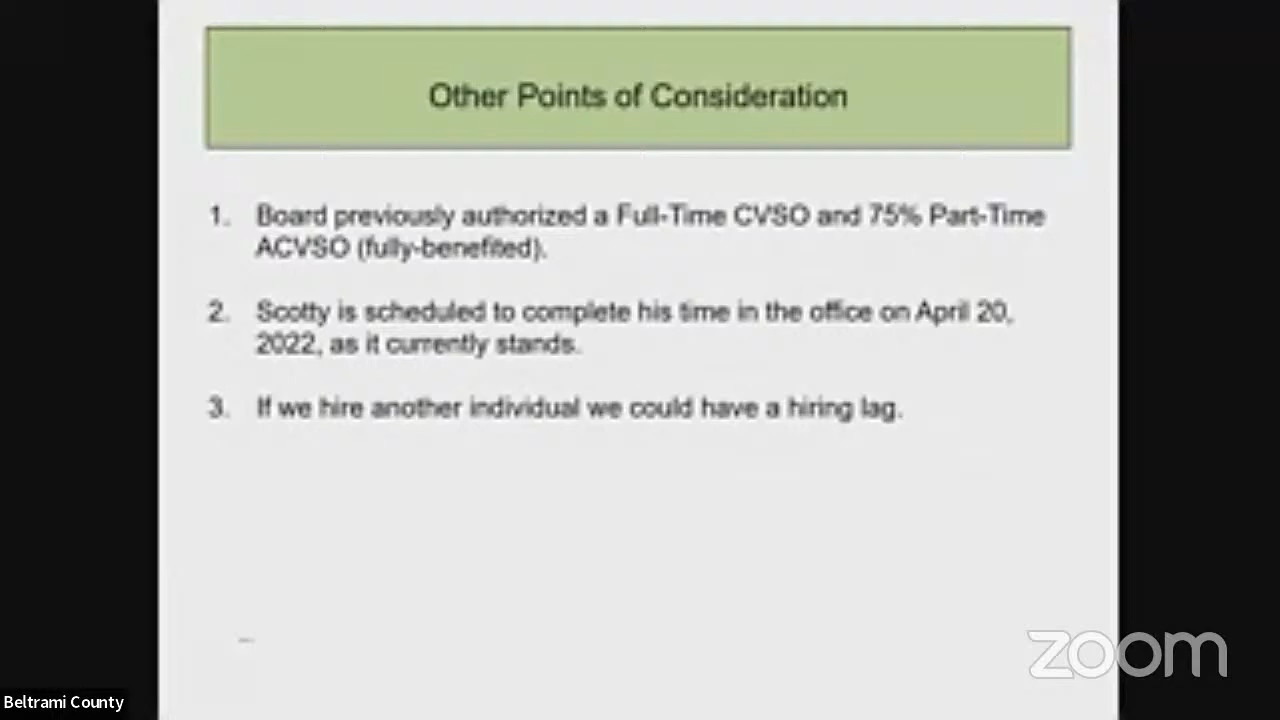 Other Points of Consideration
1. Board previously authorized a Full-Time CVSO and 75% Part-Time
ACVSO (fully-benefited).
2. Scotty is scheduled to complete his time in the office on April 20,
2022, as it currently stands.
3. If we hire another individual we could have a hiring lag.
zoom
Beltrami County